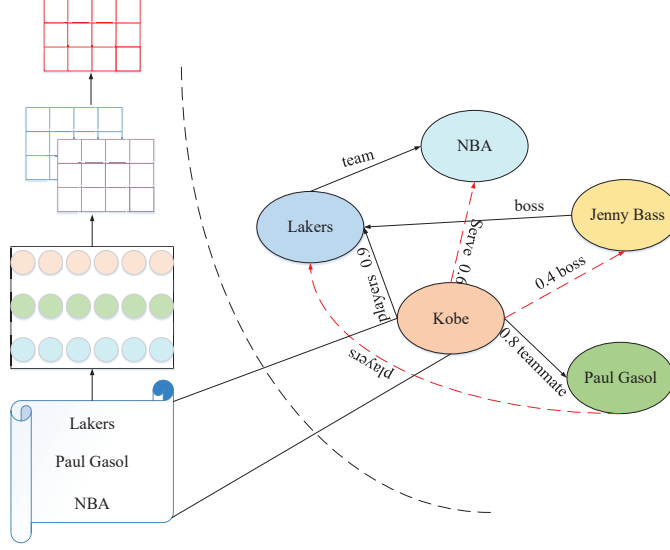 NBA
team
boss
Jenny Bass
Lakers
Serve 0.6
players 0.9
0.4 boss
Kobe
0.8 teammate
players
Paul Gasol
Lakers
Paul Gasol
NBA